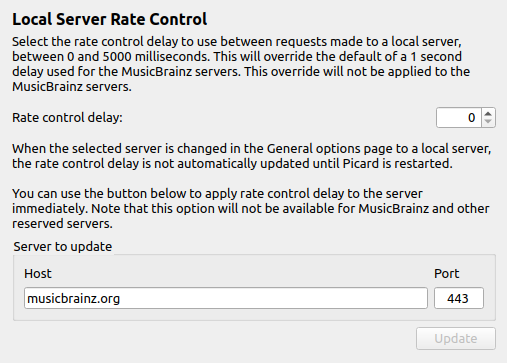 Local Server Rate Control
Select the rate control delay to use between requests made to a local server,
between 0 and 5000 milliseconds. This will override the default of a 1 second
delay used for the MusicBrainz servers. This override will not be applied to the
MusicBrainz servers.
Rate control delay:
0
When the selected server is changed in the General options page to a local server,
the rate control delay is not automatically updated until Picard is restarted.
You can use the button below to apply rate control delay to the server
immediately. Note that this option will not be available for MusicBrainz and other
reserved servers.
Server to update
Host
Port
musicbrainz.org
443
Update